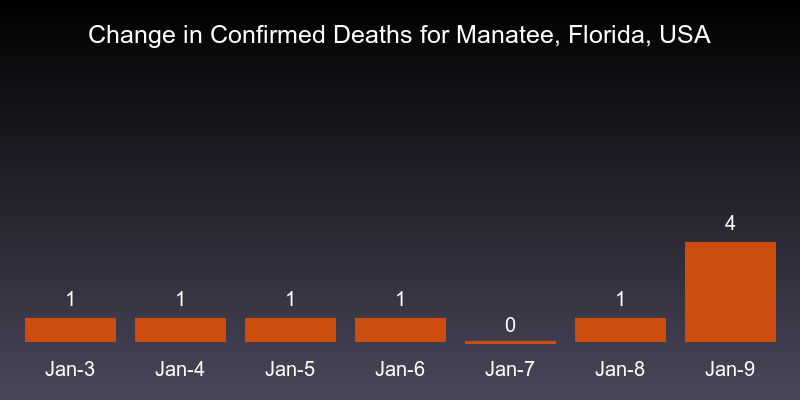 Change in Confirmed Deaths for Manatee, Florida, USA
4
1 1 1 1 0 1
Jan-3 Jan-4 Jan-5 Jan-6 Jan-7 Jan-8 Jan-9